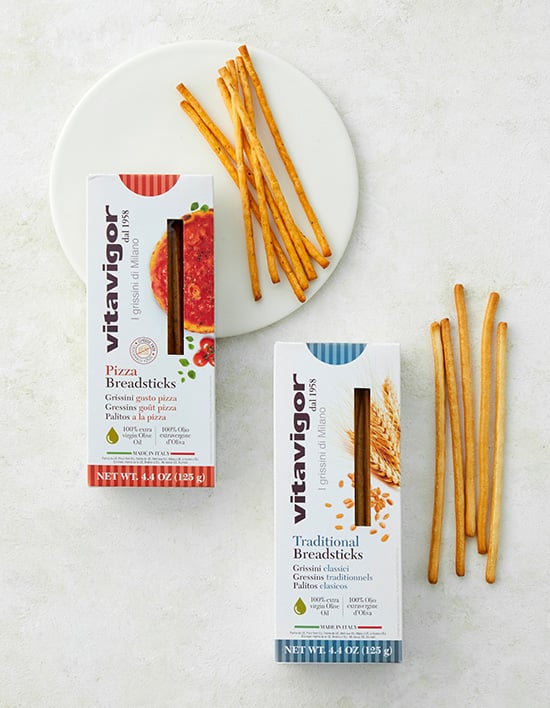 vitavigor
dal 1958
I grissini di Milano
Pizza
Breadsticks
Grissini gusto pizza
Gressins goût pizza
Palitos a la pizza
100% extra
virgin Olive
Oil
100% Olio
extravergine
d'Oliva
MADE IN ITALY
NET WT. 4.4 OZ (125 g)
vitavigor
dal 1958
I grissini di Milano
Traditional
Breadsticks
Grissini classici
Gressins traditionnels
Palitos clasicos
100% extra
virgin Olive
Oil
100% Olio
extravergine
d'Oliva
MADE IN ITALY
NET WT. 4.4 OZ (125 g)